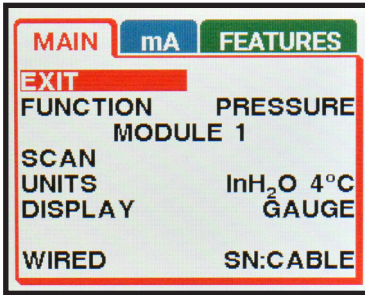 MAIN mA FEATURES
EXIT
FUNCTION PRESSURE
MODULE 1
SCAN
UNITS InH₂O 4°C
DISPLAY GAUGE
WIRED SN:CABLE